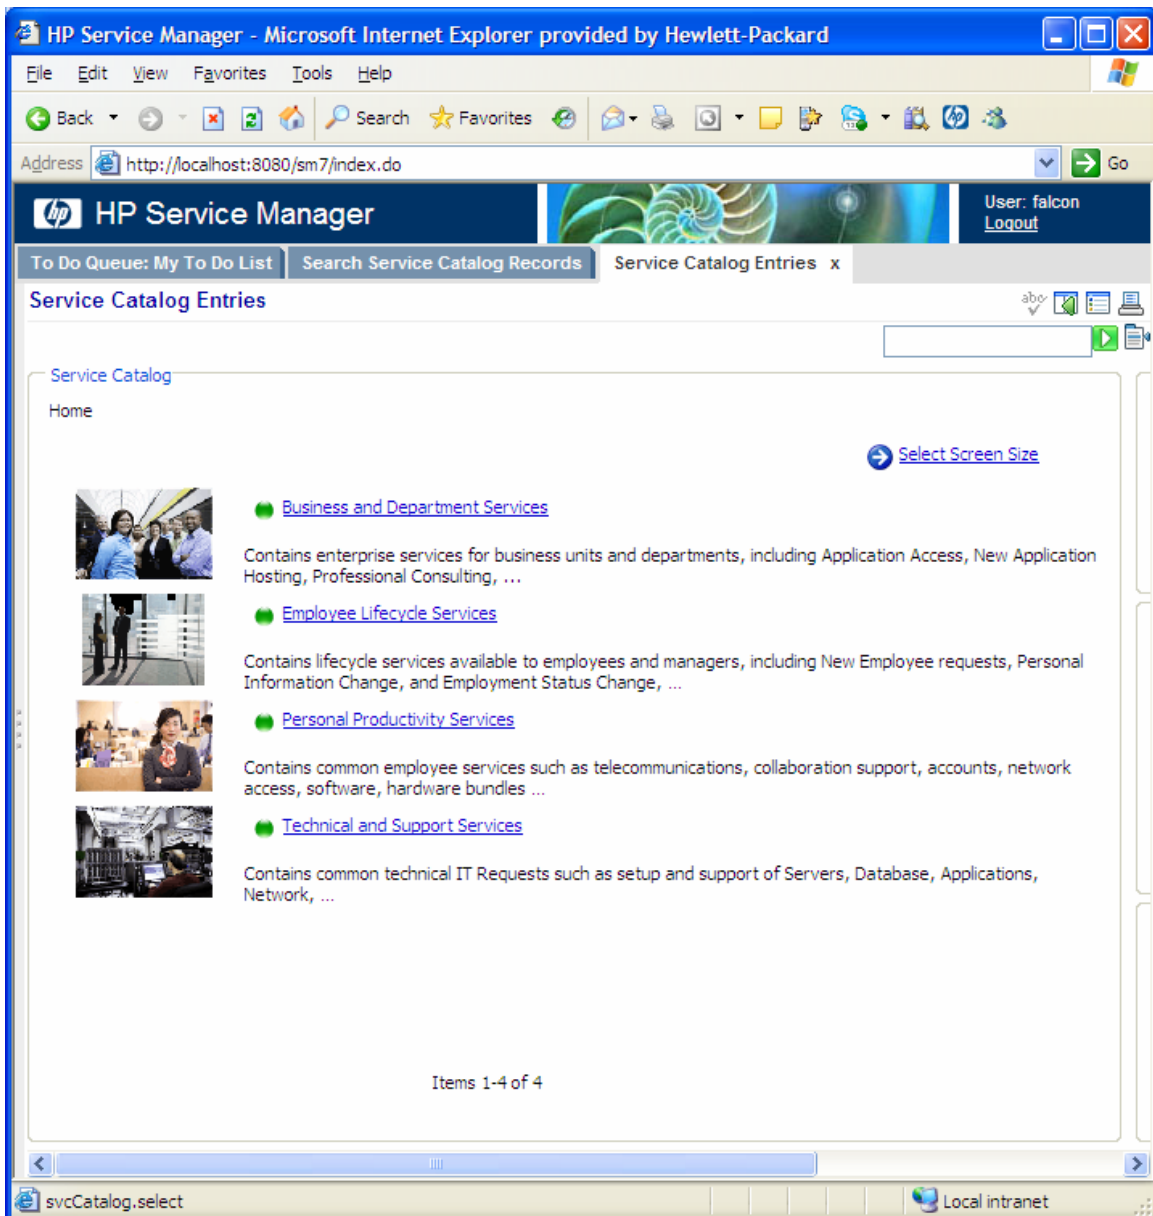 HP Service Manager - Microsoft Internet Explorer provided by Hewlett-Packard
File Edit View Favorites Tools Help
Back Search Favorites
Address http://localhost:8080/sm7/index.do Go
hp HP Service Manager
User: falcon
Logout
To Do Queue: My To Do List Search Service Catalog Records Service Catalog Entries x
Service Catalog Entries
abc
Service Catalog
Home
Select Screen Size
Business and Department Services
Contains enterprise services for business units and departments, including Application Access, New Application
Hosting, Professional Consulting, ...
Employee Lifecycle Services
Contains lifecycle services available to employees and managers, including New Employee requests, Personal
Information Change, and Employment Status Change, ...
Personal Productivity Services
Contains common employee services such as telecommunications, collaboration support, accounts, network
access, software, hardware bundles ...
Technical and Support Services
Contains common technical IT Requests such as setup and support of Servers, Database, Applications,
Network, ...
Items 1-4 of 4
svcCatalog.select Local intranet